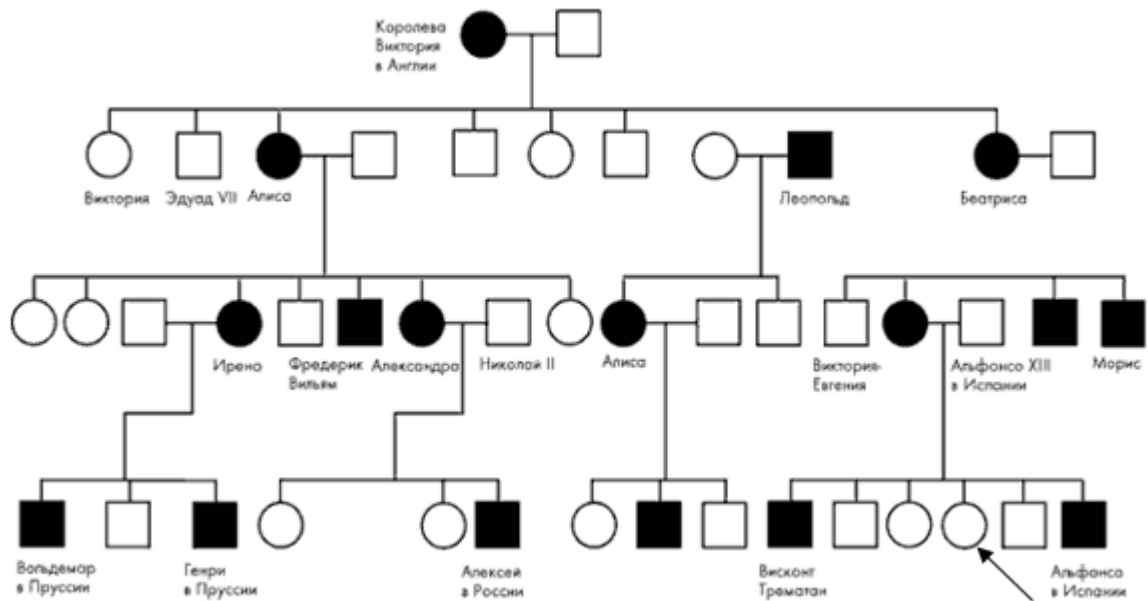 Королева
Виктория
в Англии
Виктория
Эдуад VII
Алиса
Леопольд
Беатриса
Ирена
Фредерик
Вильям
Александра
Николай II
Алиса
Виктория-
Евгения
Альфонсо XIII
в Испании
Морис
Вольдемар
в Пруссии
Генри
в Пруссии
Алексей
в России
Висконт
Трематан
Альфонса
в Испании